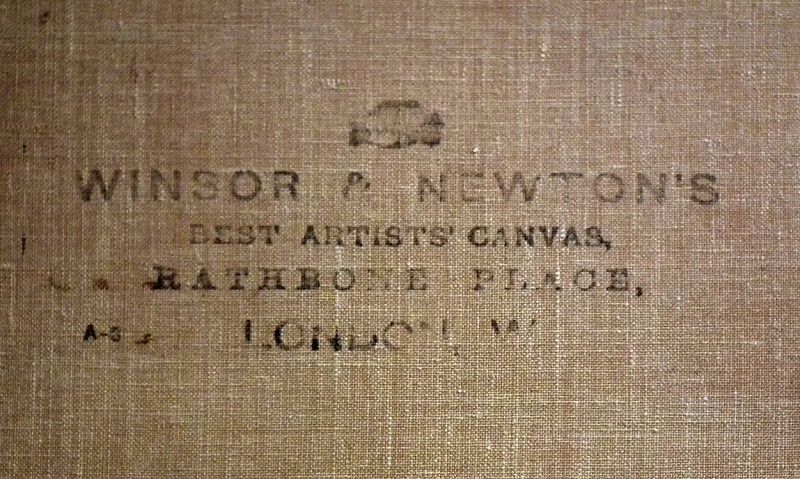 WINSOR & NEWTON'S
BEST ARTISTS' CANVAS,
RATHBONE PLACE,
LONDON, W